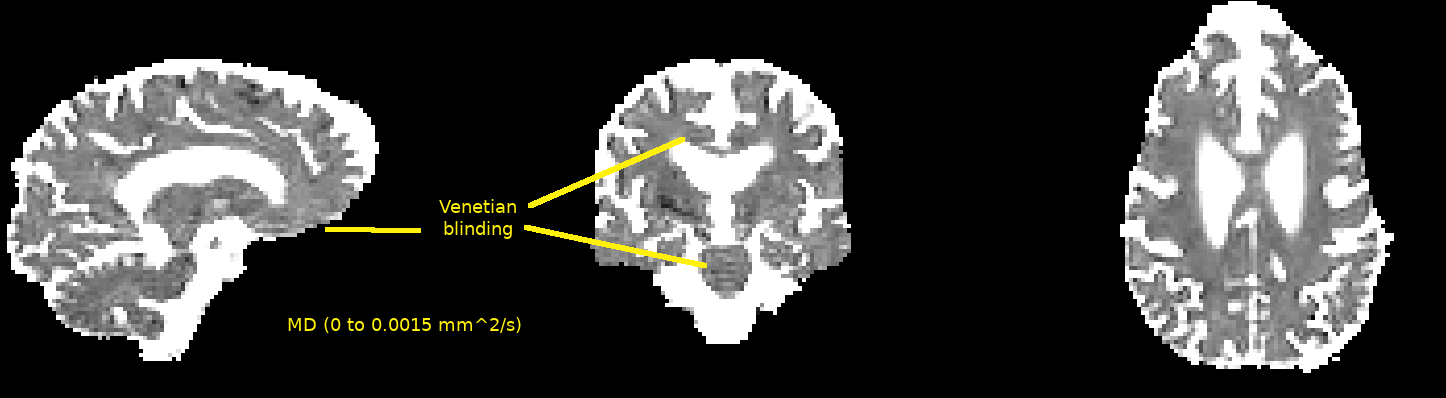 Venetian
blinding
MD (0 to 0.0015 mm^2/s)